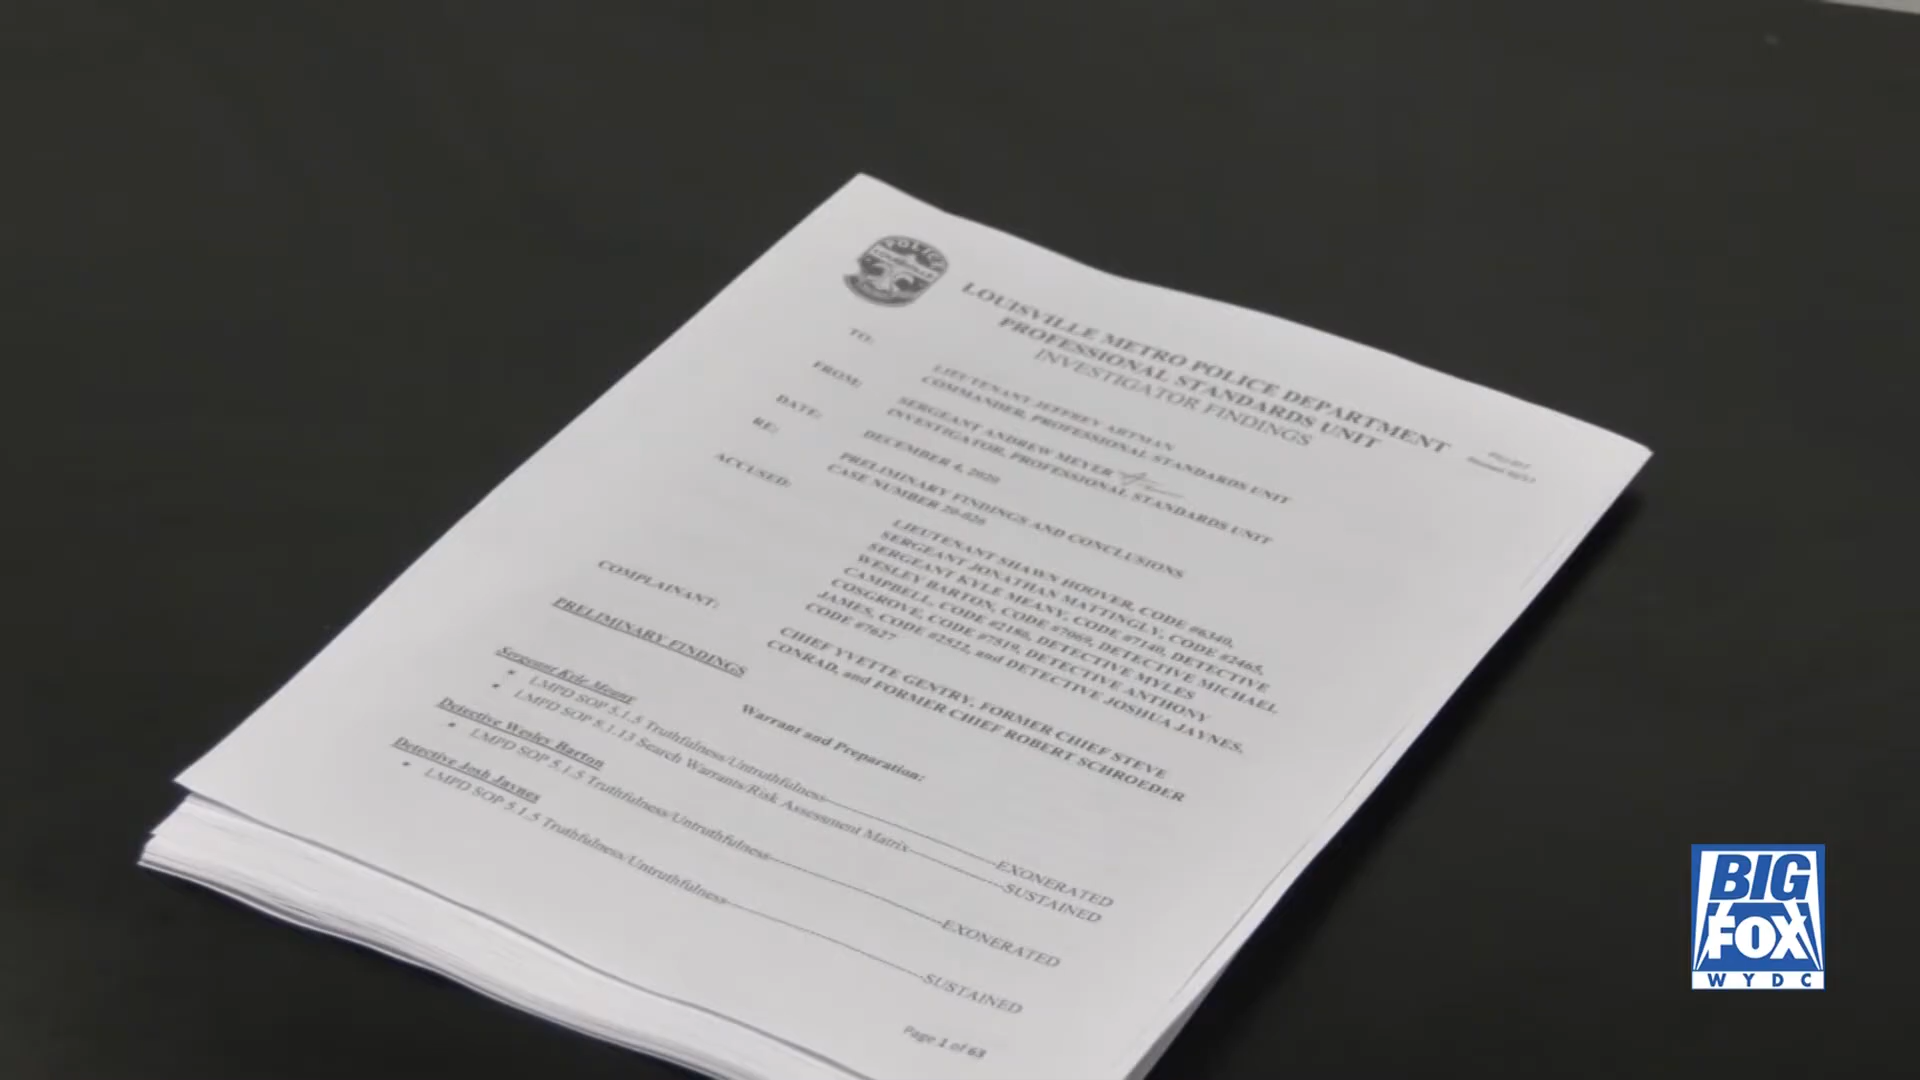 POLICE
LOUISVILLE METRO POLICE DEPARTMENT
PROFESSIONAL STANDARDS UNIT
INVESTIGATOR FINDINGS
TO:
LIEUTENANT JEFFREY ARTMAN
COMMANDER, PROFESSIONAL STANDARDS UNIT
FROM:
SERGEANT ANDREW MEYER
INVESTIGATOR, PROFESSIONAL STANDARDS UNIT
DATE:
DECEMBER 4, 2020
RE:
PRELIMINARY FINDINGS AND CONCLUSIONS
CASE NUMBER 20-026
ACCUSED:
LIEUTENANT SHAWN HOOVER, CODE #6340,
SERGEANT JONATHAN MATTINGLY, CODE #2465,
SERGEANT KYLE MEANY, CODE #7140, DETECTIVE
WESLEY BARTON, CODE #7069, DETECTIVE MICHAEL
CAMPBELL, CODE #2186, DETECTIVE MYLES
COSGROVE, CODE #7519, DETECTIVE ANTHONY
JAMES, CODE #2522, and DETECTIVE JOSHUA JAYNES,
CODE #7627
COMPLAINANT:
CHIEF YVETTE GENTRY, FORMER CHIEF STEVE
CONRAD, and FORMER CHIEF ROBERT SCHROEDER
PRELIMINARY FINDINGS
Warrant and Preparation:
Sergeant Kyle Meany
• LMPD SOP 5.1.5 Truthfulness/Untruthfulness----------EXONERATED
• LMPD SOP 5.1.13 Search Warrants/Risk Assessment Matrix----------SUSTAINED
Detective Wesley Barton
• LMPD SOP 5.1.5 Truthfulness/Untruthfulness----------EXONERATED
Detective Josh Jaynes
• LMPD SOP 5.1.5 Truthfulness/Untruthfulness----------SUSTAINED
Page 1 of 63
BIG
FOX
WYDC